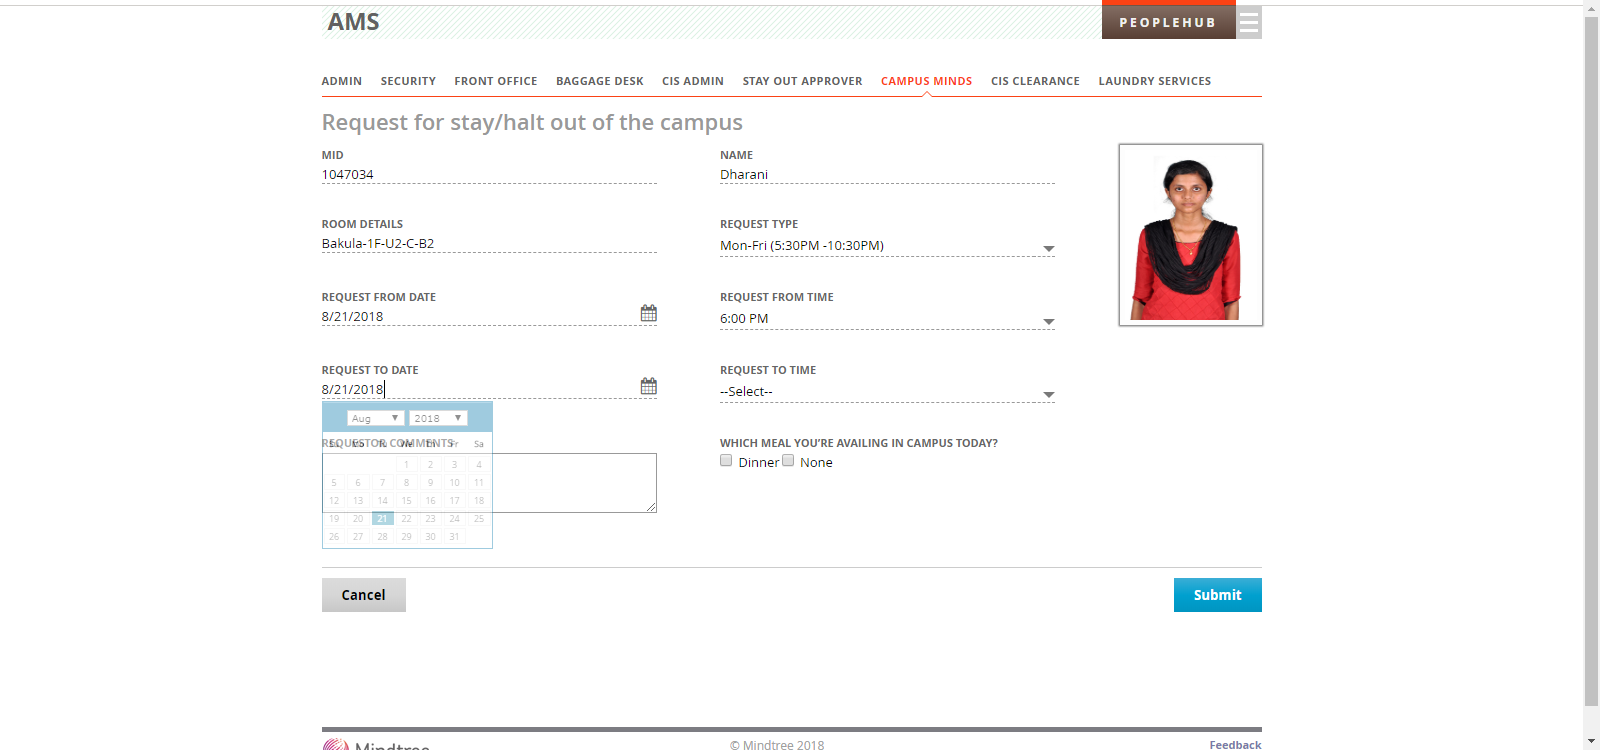 AMS
PEOPLEHUB
ADMIN SECURITY FRONT OFFICE BAGGAGE DESK CIS ADMIN STAY OUT APPROVER CAMPUS MINDS CIS CLEARANCE LAUNDRY SERVICES
Request for stay/halt out of the campus
MID
1047034
NAME
Dharani
ROOM DETAILS
Bakula-1F-U2-C-B2
REQUEST TYPE
Mon-Fri (5:30PM -10:30PM)
REQUEST FROM DATE
8/21/2018
REQUEST FROM TIME
6:00 PM
REQUEST TO DATE
8/21/2018
REQUEST TO TIME
--Select--
Aug 2018
REQUESTOR COMMENTS
Su Mo Tu We Th Fr Sa
1 2 3 4
5 6 7 8 9 10 11
12 13 14 15 16 17 18
19 20 21 22 23 24 25
26 27 28 29 30 31
WHICH MEAL YOU'RE AVAILING IN CAMPUS TODAY?
Dinner None
Cancel
Submit
Mindtree
© Mindtree 2018
Feedback